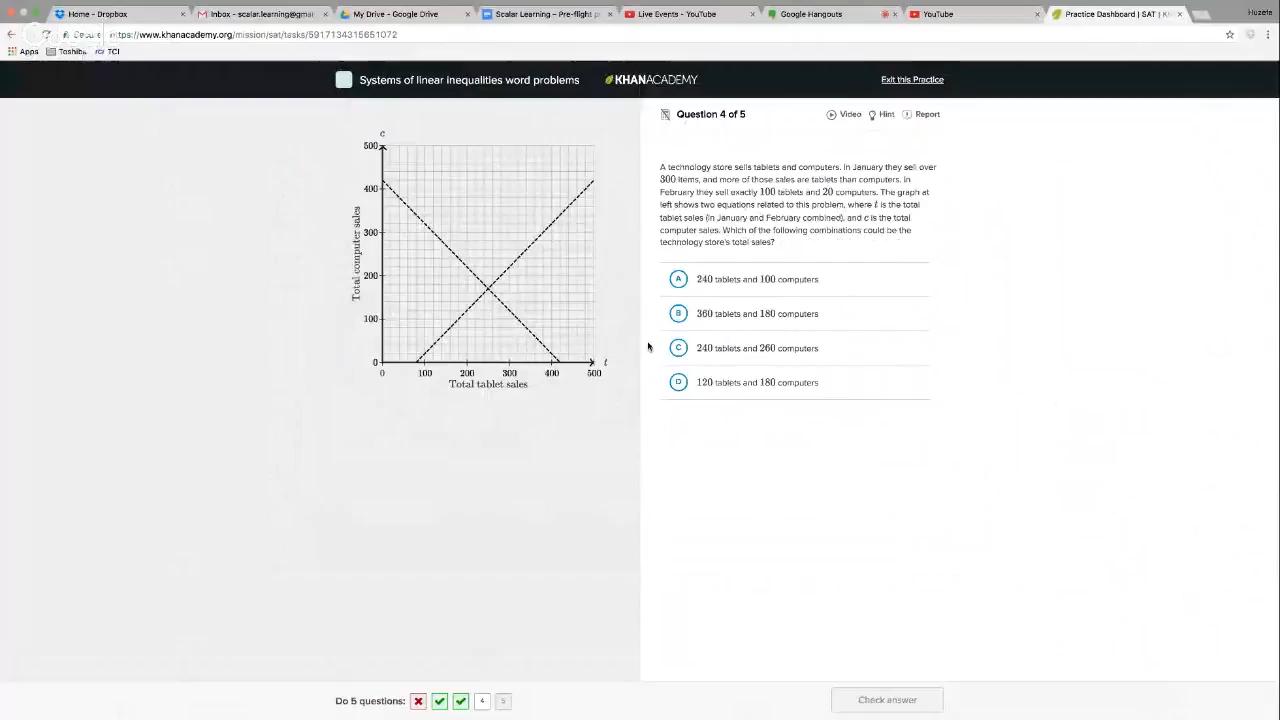 Home - Dropbox
Inbox - scalar.learning@gmai
My Drive - Google Drive
Scalar Learning – Pre-flight p
Live Events - YouTube
Google Hangouts
YouTube
Practice Dashboard | SAT | K
Huzefa
Secure
https://www.khanacademy.org/mission/sat/tasks/5917134315651072
Apps
Toshiba
TCI
Systems of linear inequalities word problems
KHANACADEMY
Exit this Practice
c
500
400
300
200
100
0
Total computer sales
0 100 200 300 400 500
t
Total tablet sales
Question 4 of 5
Video
Hint
Report
A technology store sells tablets and computers. In January they sell over
300 items, and more of those sales are tablets than computers. In
February they sell exactly 100 tablets and 20 computers. The graph at
left shows two equations related to this problem, where t is the total
tablet sales (in January and February combined), and c is the total
computer sales. Which of the following combinations could be the
technology store's total sales?
A 240 tablets and 100 computers
B 360 tablets and 180 computers
C 240 tablets and 260 computers
D 120 tablets and 180 computers
Do 5 questions:
4
5
Check answer